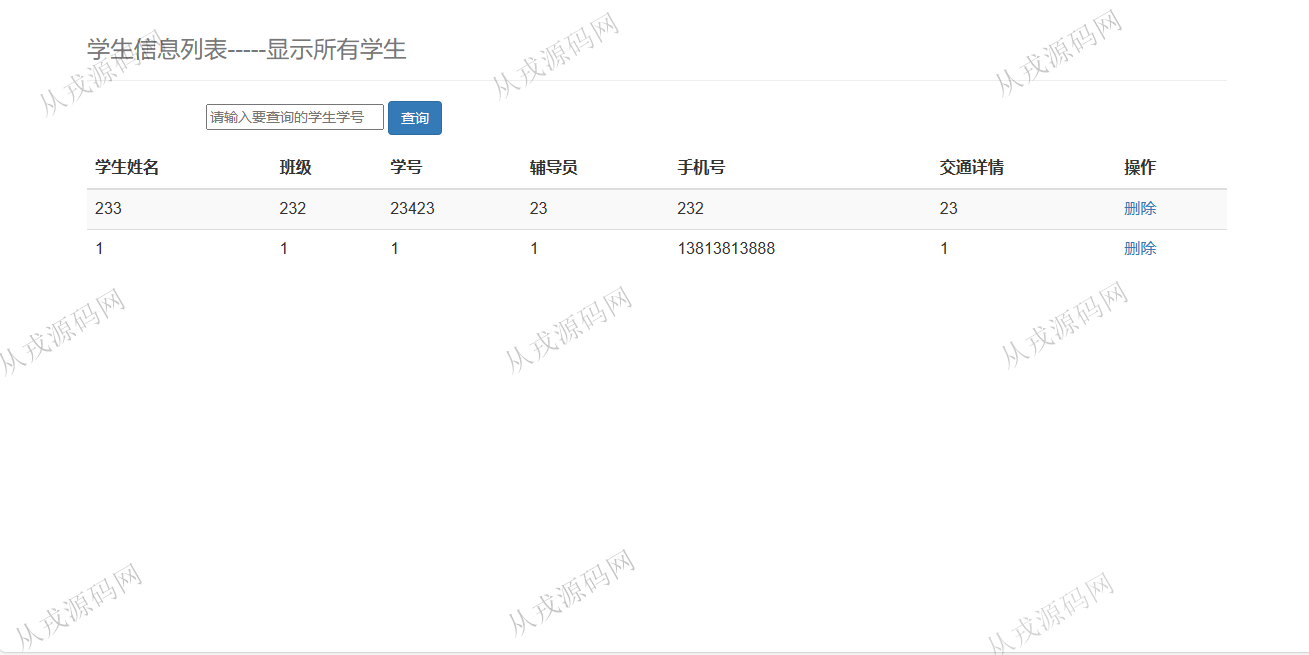 学生信息列表-----显示所有学生
请输入要查询的学生学号 查询
学生姓名 班级 学号 辅导员 手机号 交通详情 操作
233 232 23423 23 232 23 删除
1 1 1 1 13813813888 1 删除
从戎源码网
从戎源码网
从戎源码网
从戎源码网
从戎源码网
从戎源码网
从戎源码网
从戎源码网
从戎源码网